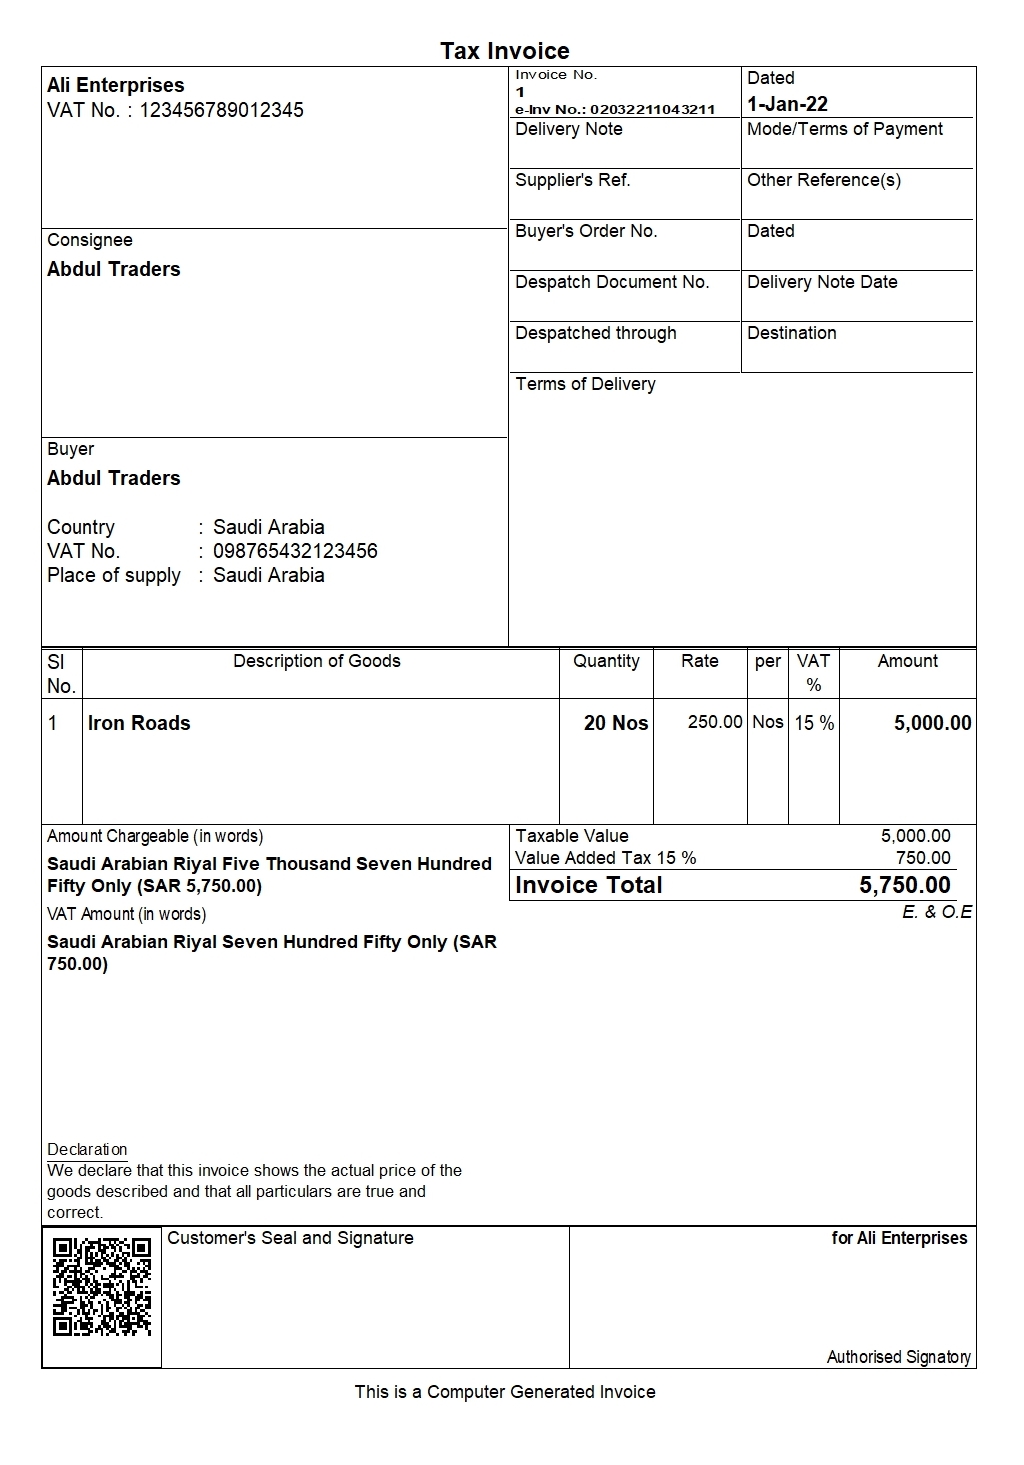 Tax Invoice
Ali Enterprises
VAT No. : 123456789012345
Invoice No.
1
e-Inv No.: 02032211043211
Dated
1-Jan-22
Delivery Note
Mode/Terms of Payment
Supplier's Ref.
Other Reference(s)
Consignee
Abdul Traders
Buyer's Order No.
Dated
Despatch Document No.
Delivery Note Date
Despatched through
Destination
Terms of Delivery
Buyer
Abdul Traders
Country : Saudi Arabia
VAT No. : 098765432123456
Place of supply : Saudi Arabia
Sl No. Description of Goods Quantity Rate per VAT % Amount
1 Iron Roads 20 Nos 250.00 Nos 15 % 5,000.00
Amount Chargeable (in words)
Saudi Arabian Riyal Five Thousand Seven Hundred
Fifty Only (SAR 5,750.00)
VAT Amount (in words)
Saudi Arabian Riyal Seven Hundred Fifty Only (SAR
750.00)
Taxable Value 5,000.00
Value Added Tax 15 % 750.00
Invoice Total 5,750.00
E. & O.E
Declaration
We declare that this invoice shows the actual price of the
goods described and that all particulars are true and
correct.
Customer's Seal and Signature
for Ali Enterprises
Authorised Signatory
This is a Computer Generated Invoice